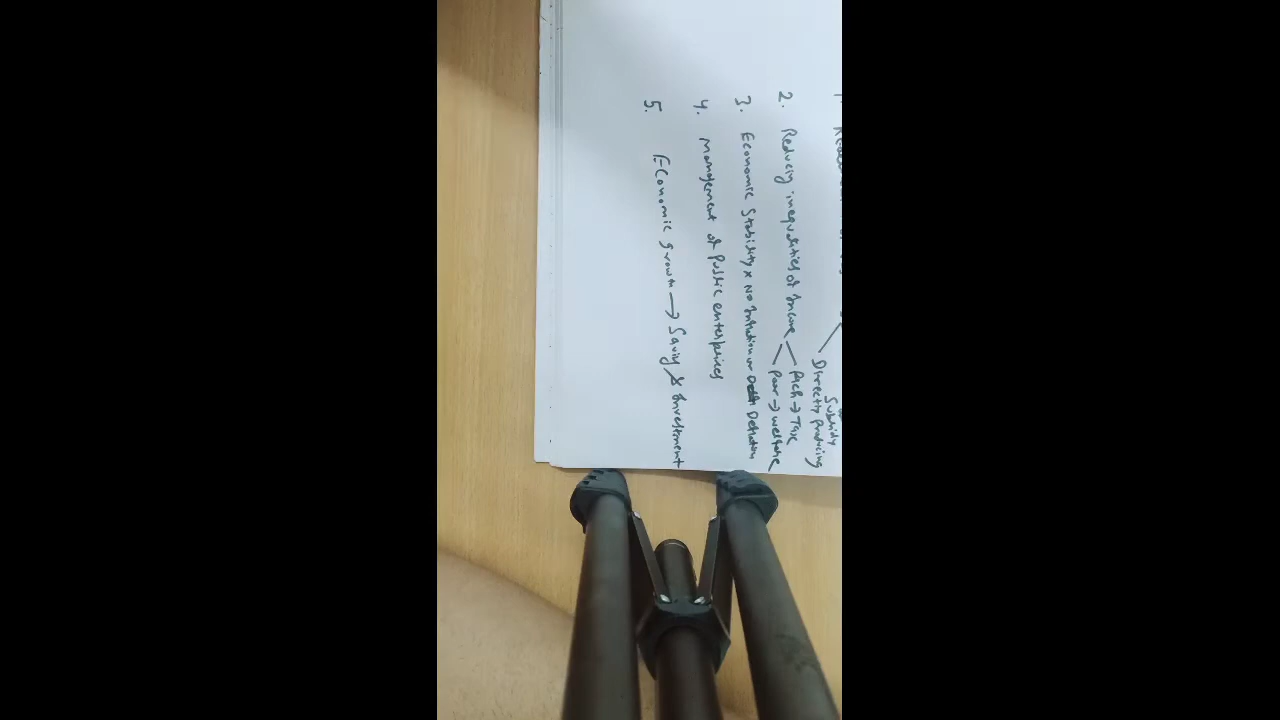 Subsidy
Directly Producing
2. Reducing inequalities of Income
Rich → Tax
Poor → welfare
3. Economic Stability × No Inflation or Deflation
4. Management of Public enterprices
5. Economic growth → Saving & Investment